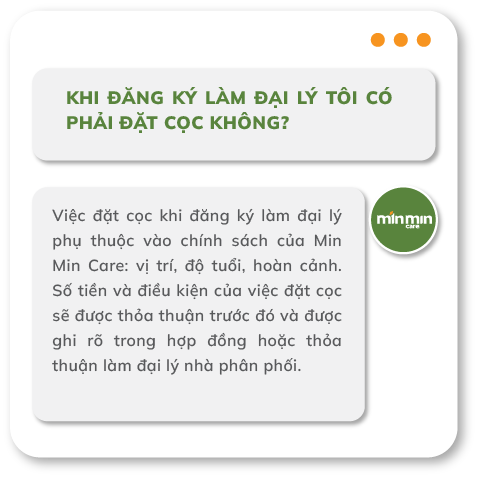 KHI ĐĂNG KÝ LÀM ĐẠI LÝ TÔI CÓ
PHẢI ĐẶT CỌC KHÔNG?
Việc đặt cọc khi đăng ký làm đại lý
phụ thuộc vào chính sách của Min
Min Care: vị trí, độ tuổi, hoàn cảnh.
Số tiền và điều kiện của việc đặt cọc
sẽ được thỏa thuận trước đó và được
ghi rõ trong hợp đồng hoặc thỏa
thuận làm đại lý nhà phân phối.
min min
care